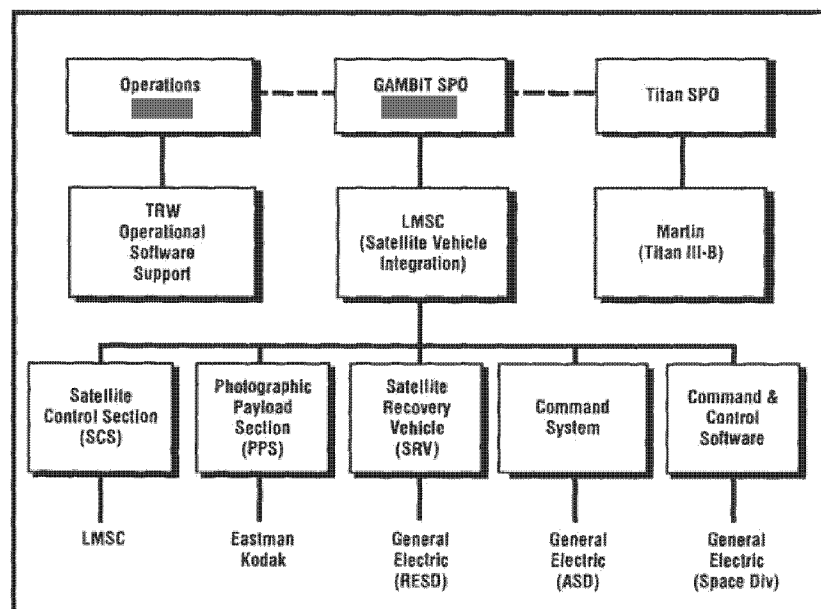 Operations
GAMBIT SPO
Titan SPO
TRW
Operational
Software
Support
LMSC
(Satellite Vehicle
Integration)
Martin
(Titan III-B)
Satellite
Control Section
(SCS)
Photographic
Payload
Section
(PPS)
Satellite
Recovery
Vehicle
(SRV)
Command
System
Command &
Control
Software
LMSC
Eastman
Kodak
General
Electric
(RESD)
General
Electric
(ASD)
General
Electric
(Space Div)